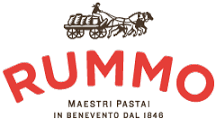 RUMMO
MAESTRI PASTAI
IN BENEVENTO DAL 1846